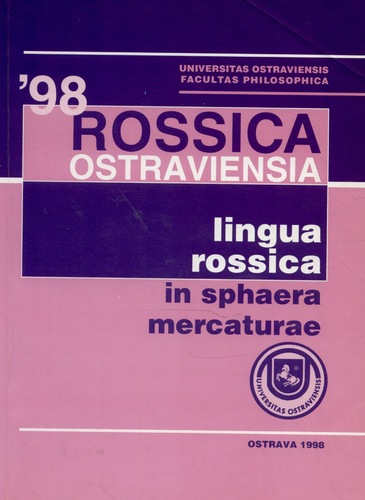 UNIVERSITAS OSTRAVIENSIS
FACULTAS PHILOSOPHICA
'98
ROSSICA
OSTRAVIENSIA
lingua
rossica
in sphaera
mercaturae
UNIVERSITAS OSTRAVIENSIS
OSTRAVA 1998